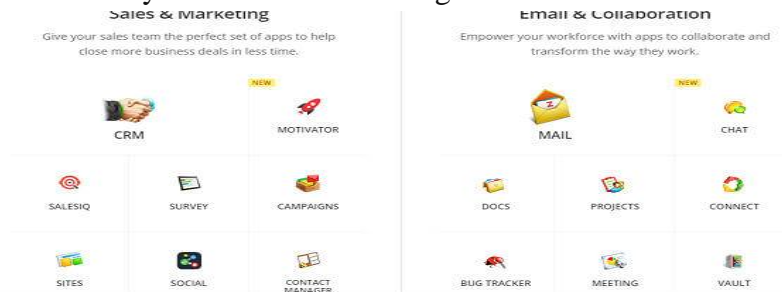 Sales & Marketing
Give your sales team the perfect set of apps to help
close more business deals in less time.
NEW
CRM
MOTIVATOR
SALESIQ
SURVEY
CAMPAIGNS
SITES
SOCIAL
CONTACT
MANAGER
Email & Collaboration
Empower your workforce with apps to collaborate and
transform the way they work.
NEW
MAIL
CHAT
DOCS
PROJECTS
CONNECT
BUG TRACKER
MEETING
VAULT